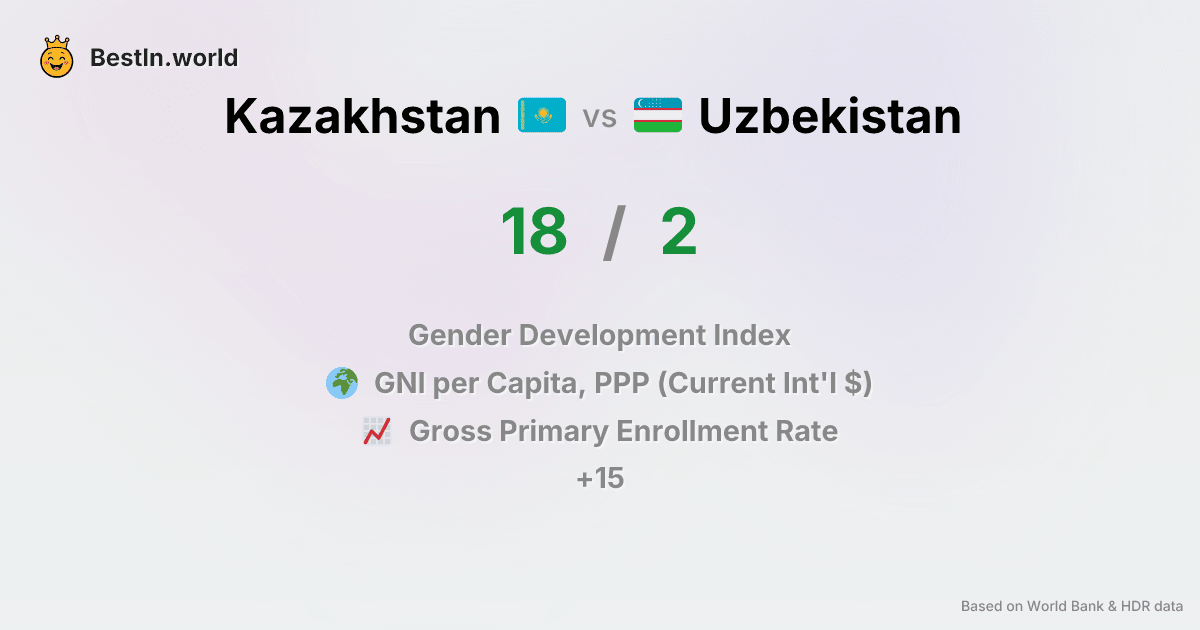 BestIn.world
Kazakhstan vs Uzbekistan
18 / 2
Gender Development Index
GNI per Capita, PPP (Current Int'l $)
Gross Primary Enrollment Rate
+15
Based on World Bank & HDR data